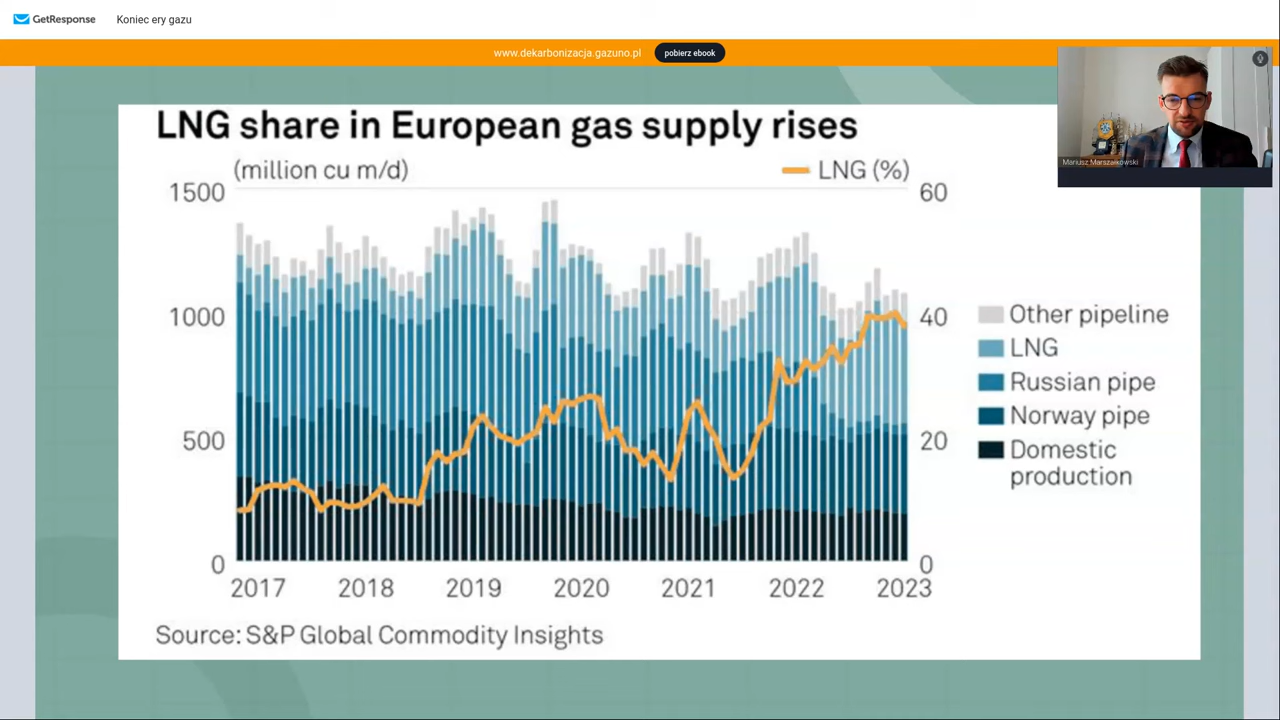 GetResponse
Koniec ery gazu
www.dekarbonizacja.gazuno.pl
pobierz ebook
Mariusz Marszałkowski
LNG share in European gas supply rises
(million cu m/d)
LNG (%)
1500
60
1000
40
500
20
0
0
Other pipeline
LNG
Russian pipe
Norway pipe
Domestic
production
2017 2018 2019 2020 2021 2022 2023
Source: S&P Global Commodity Insights